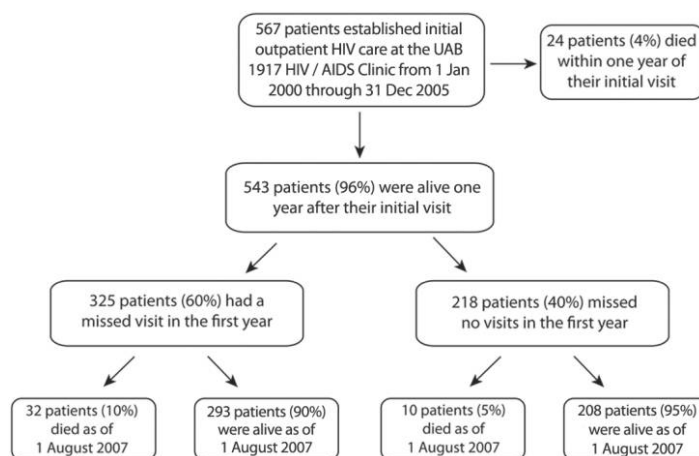 567 patients established initial
outpatient HIV care at the UAB
1917 HIV / AIDS Clinic from 1 Jan
2000 through 31 Dec 2005
24 patients (4%) died
within one year of
their initial visit
543 patients (96%) were alive one
year after their initial visit
325 patients (60%) had a
missed visit in the first year
218 patients (40%) missed
no visits in the first year
32 patients (10%)
died as of
1 August 2007
293 patients (90%)
were alive as of
1 August 2007
10 patients (5%)
died as of
1 August 2007
208 patients (95%)
were alive as of
1 August 2007